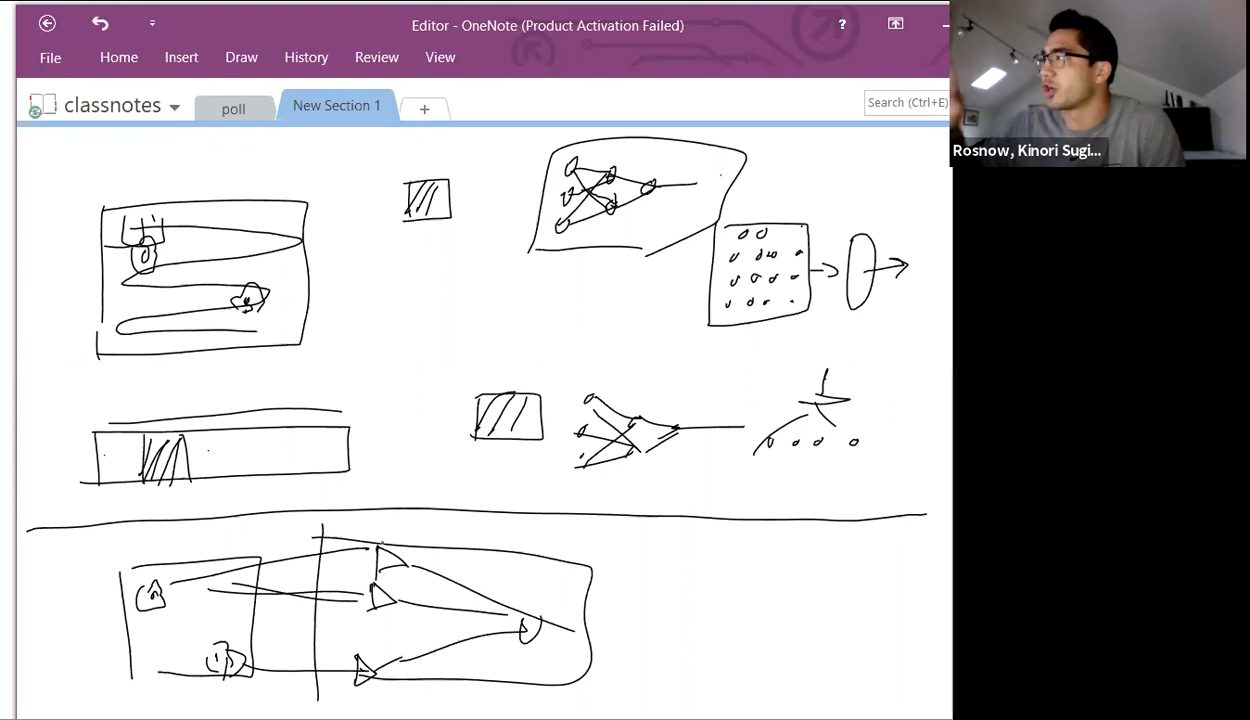 Editor - OneNote (Product Activation Failed)
?
File Home Insert Draw History Review View
classnotes poll New Section 1 +
Search (Ctrl+E)
Rosnow, Kinori Sugi...